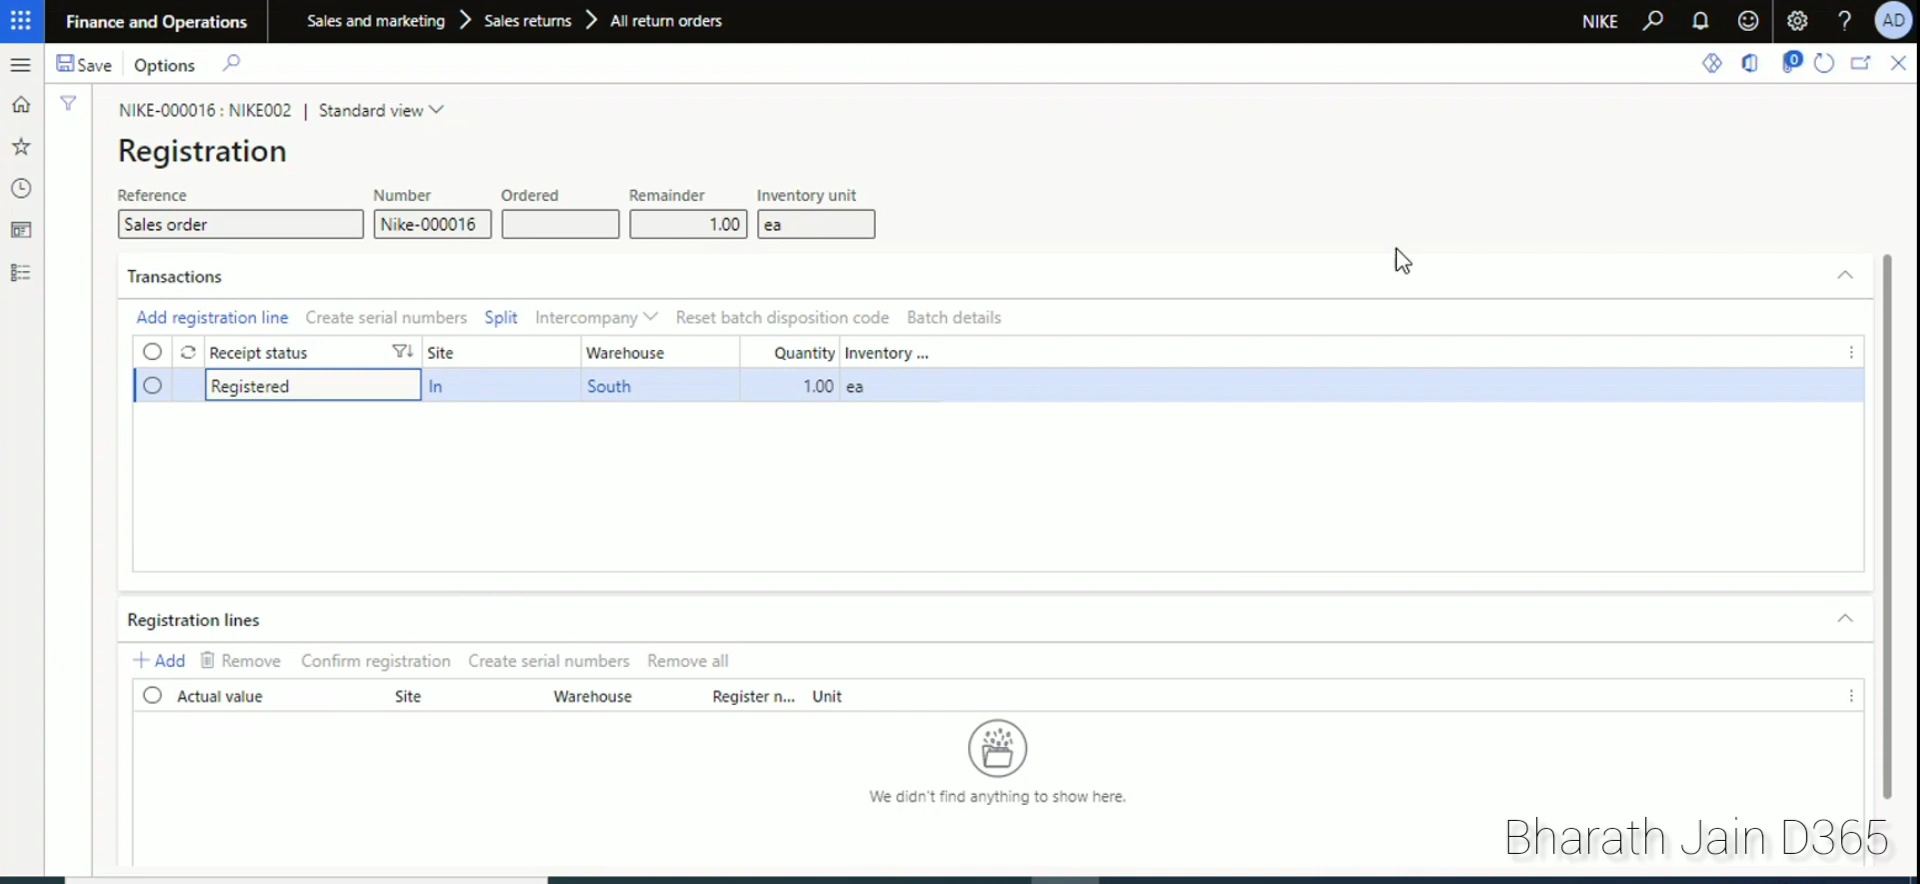 Finance and Operations
Sales and marketing > Sales returns > All return orders
NIKE
AD
Save
Options
0
NIKE-000016 : NIKE002 | Standard view
Registration
Reference
Number
Ordered
Remainder
Inventory unit
Sales order
Nike-000016
1.00
ea
Transactions
Add registration line
Create serial numbers
Split
Intercompany
Reset batch disposition code
Batch details
Receipt status
Site
Warehouse
Quantity
Inventory ...
Registered
In
South
1.00
ea
Registration lines
Add
Remove
Confirm registration
Create serial numbers
Remove all
Actual value
Site
Warehouse
Register n...
Unit
We didn't find anything to show here.
Bharath Jain D365